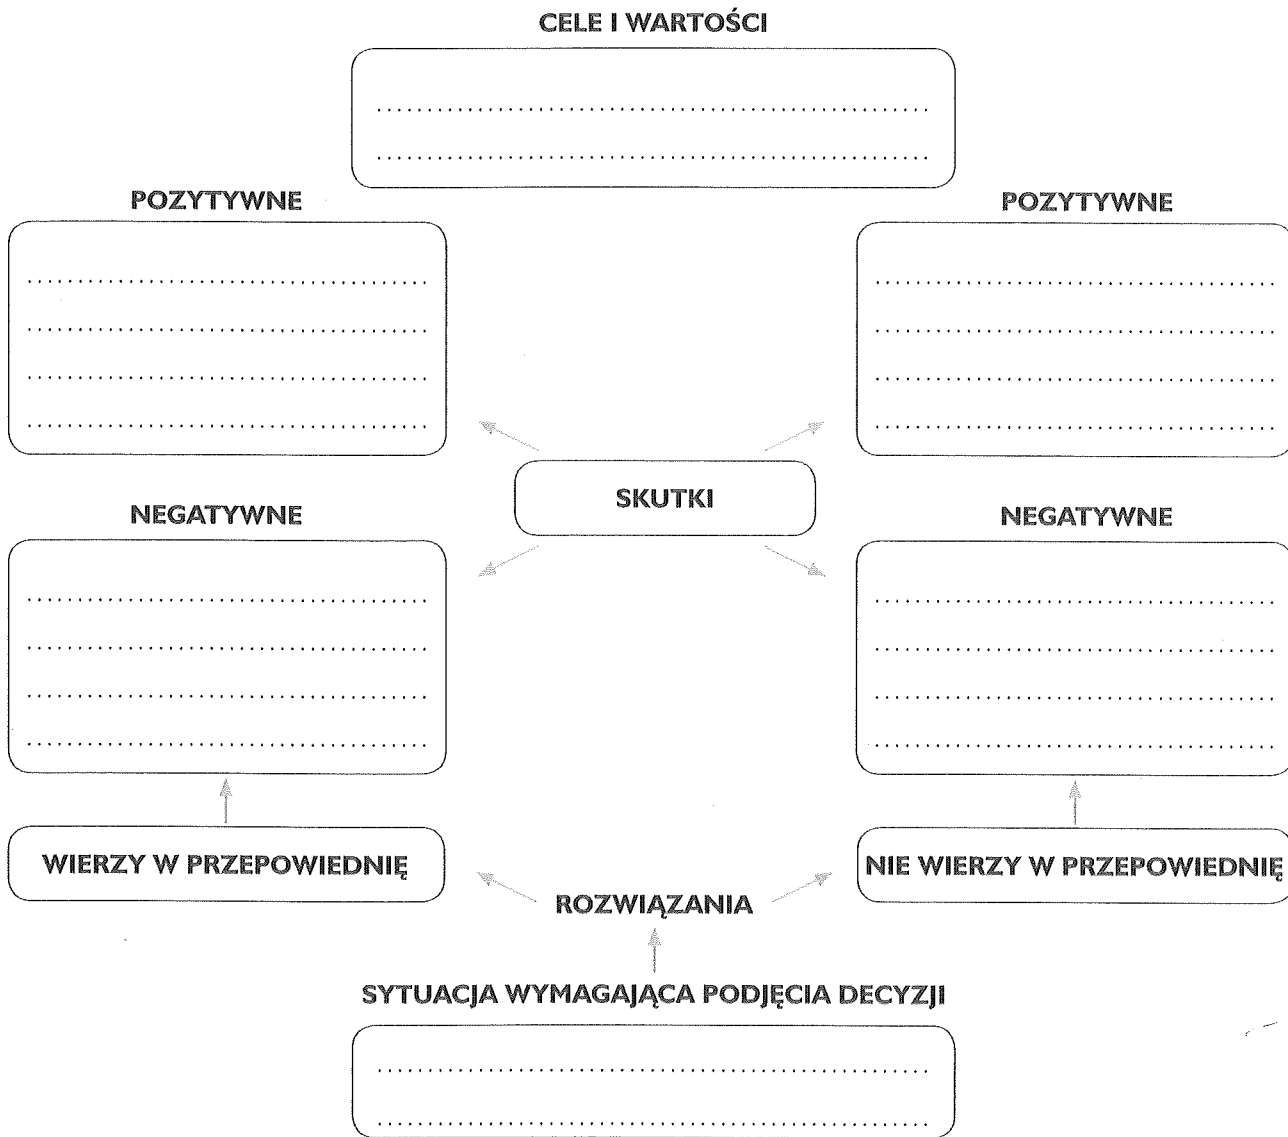 CELE I WARTOŚCI
POZYTYWNE
POZYTYWNE
SKUTKI
NEGATYWNE
NEGATYWNE
WIERZY W PRZEPOWIEDNIĘ
NIE WIERZY W PRZEPOWIEDNIĘ
ROZWIĄZANIA
SYTUACJA WYMAGAJĄCA PODJĘCIA DECYZJI